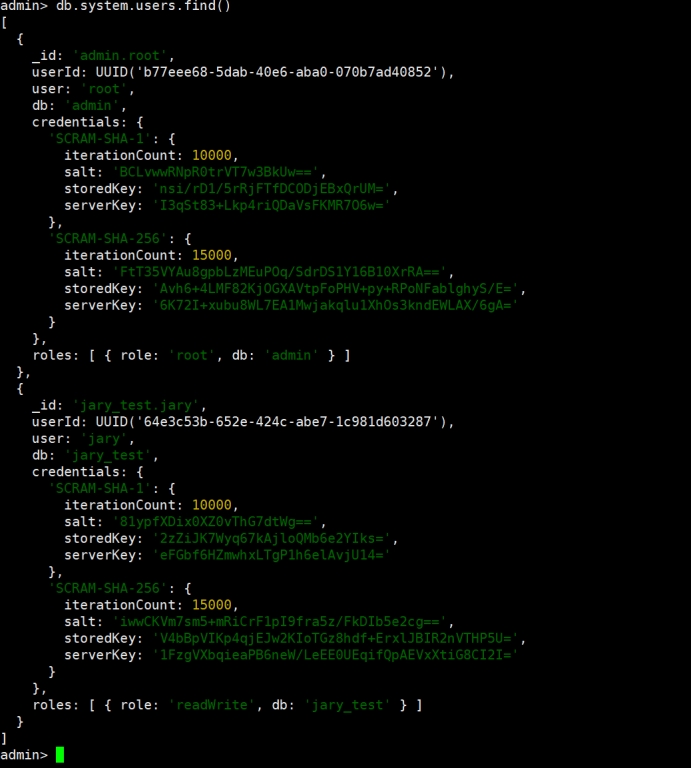 admin> db.system.users.find()
[
  {
    _id: 'admin.root',
    userId: UUID('b77eee68-5dab-40e6-aba0-070b7ad40852'),
    user: 'root',
    db: 'admin',
    credentials: {
      'SCRAM-SHA-1': {
        iterationCount: 10000,
        salt: 'BCLvwwRNpR0trVT7w3BkUw==',
        storedKey: 'nsi/rD1/5rRjFTfDCODjEBxQrUM=',
        serverKey: 'I3qSt83+Lkp4riQDaVsFKMR7O6w='
      },
      'SCRAM-SHA-256': {
        iterationCount: 15000,
        salt: 'FtT35VYAu8gpbLzMEuPOq/SdrDS1Y16B10XrRA==',
        storedKey: 'Avh6+4LMF82KjOGXAVtpFoPHV+py+RPoNFablghyS/E=',
        serverKey: '6K72I+xubu8WL7EA1Mwjakqlu1XhOs3kndEWLAX/6gA='
      }
    },
    roles: [ { role: 'root', db: 'admin' } ]
  },
  {
    _id: 'jary_test.jary',
    userId: UUID('64e3c53b-652e-424c-abe7-1c981d603287'),
    user: 'jary',
    db: 'jary_test',
    credentials: {
      'SCRAM-SHA-1': {
        iterationCount: 10000,
        salt: '81ypfXDix0XZ0vThG7dtWg==',
        storedKey: '2zZiJK7Wyq67kAjloQMb6e2YIks=',
        serverKey: 'eFGbf6HZmwhxLTgP1h6elAvjU14='
      },
      'SCRAM-SHA-256': {
        iterationCount: 15000,
        salt: 'iwwCKVm7sm5+mRiCrF1pI9fra5z/FkDIb5e2cg==',
        storedKey: 'V4bBpVIKp4qjEJw2KIoTGz8hdf+ErxlJBIR2nVTHP5U=',
        serverKey: '1FzgVXbqieaPB6neW/LeEE0UEqifQpAEVxXtiG8CI2I='
      }
    },
    roles: [ { role: 'readWrite', db: 'jary_test' } ]
  }
]
admin>